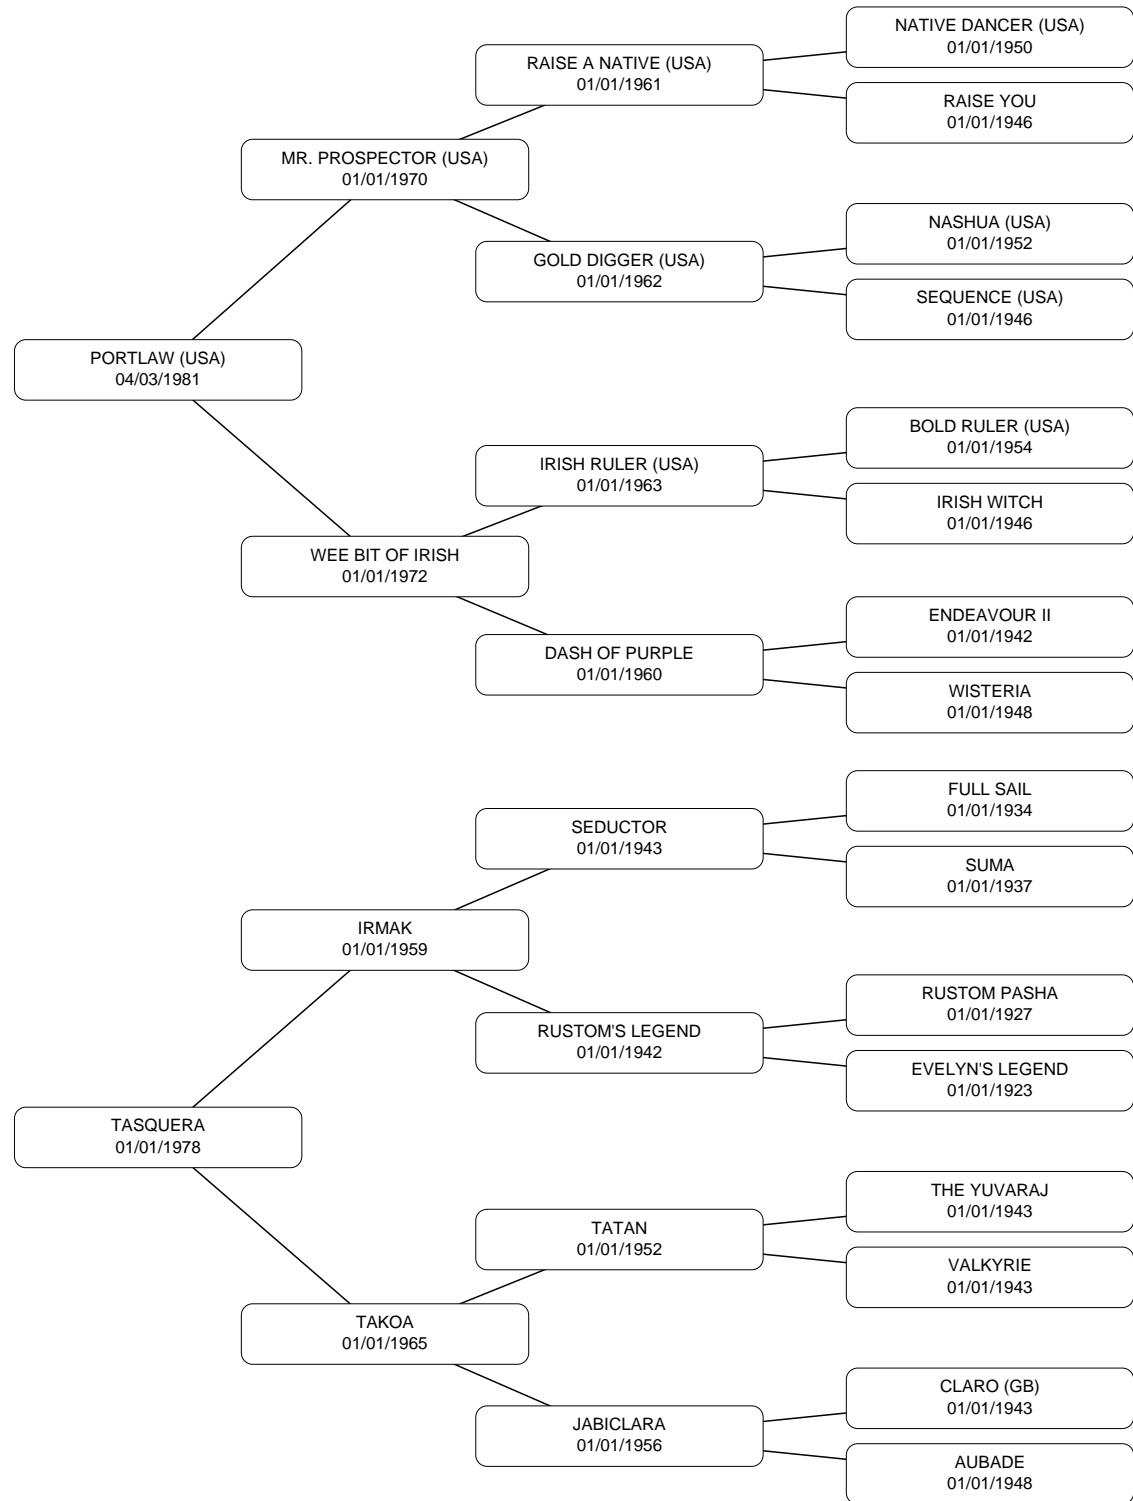 NATIVE DANCER (USA)
01/01/1950
RAISE A NATIVE (USA)
01/01/1961
RAISE YOU
01/01/1946
MR. PROSPECTOR (USA)
01/01/1970
NASHUA (USA)
01/01/1952
GOLD DIGGER (USA)
01/01/1962
SEQUENCE (USA)
01/01/1946
PORTLAW (USA)
04/03/1981
BOLD RULER (USA)
01/01/1954
IRISH RULER (USA)
01/01/1963
IRISH WITCH
01/01/1946
WEE BIT OF IRISH
01/01/1972
ENDEAVOUR II
01/01/1942
DASH OF PURPLE
01/01/1960
WISTERIA
01/01/1948
FULL SAIL
01/01/1934
SEDUCTOR
01/01/1943
SUMA
01/01/1937
IRMAK
01/01/1959
RUSTOM PASHA
01/01/1927
RUSTOM'S LEGEND
01/01/1942
EVELYN'S LEGEND
01/01/1923
TASQUERA
01/01/1978
THE YUVARAJ
01/01/1943
TATAN
01/01/1952
VALKYRIE
01/01/1943
TAKOA
01/01/1965
CLARO (GB)
01/01/1943
JABICLARA
01/01/1956
AUBADE
01/01/1948